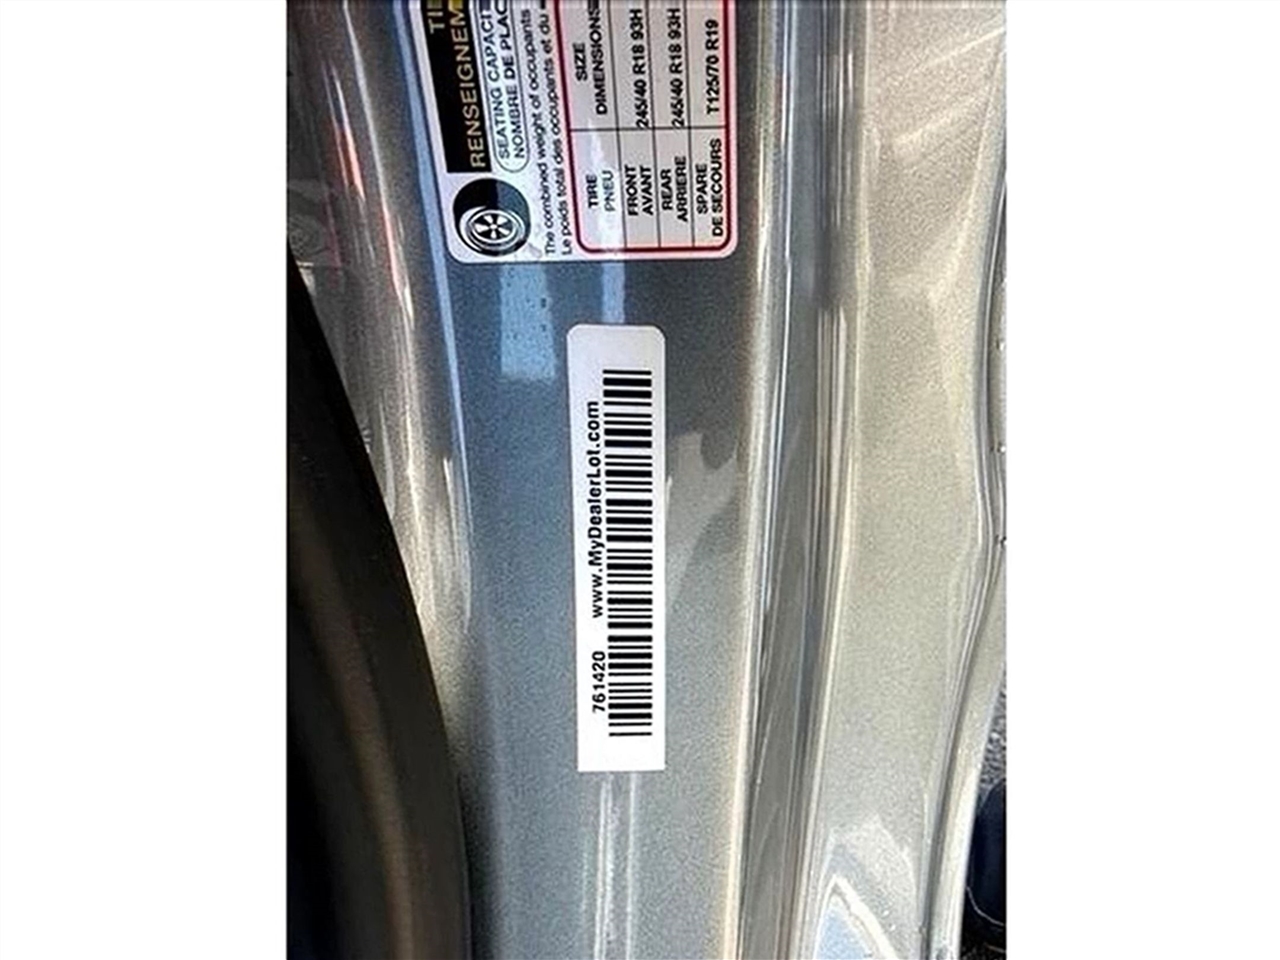 TI
RENSEIGNEM
SEATING CAPACI
NOMBRE DE PLAC
The combined weight of occupants
Le poids total des occupants et du
TIRE SIZE
PNEU DIMENSIONS
FRONT
AVANT 245/40 R18 93H
REAR
ARRIERE 245/40 R18 93H
SPARE
DE SECOURS T125/70 R19
761420 www.MyDealerLot.com